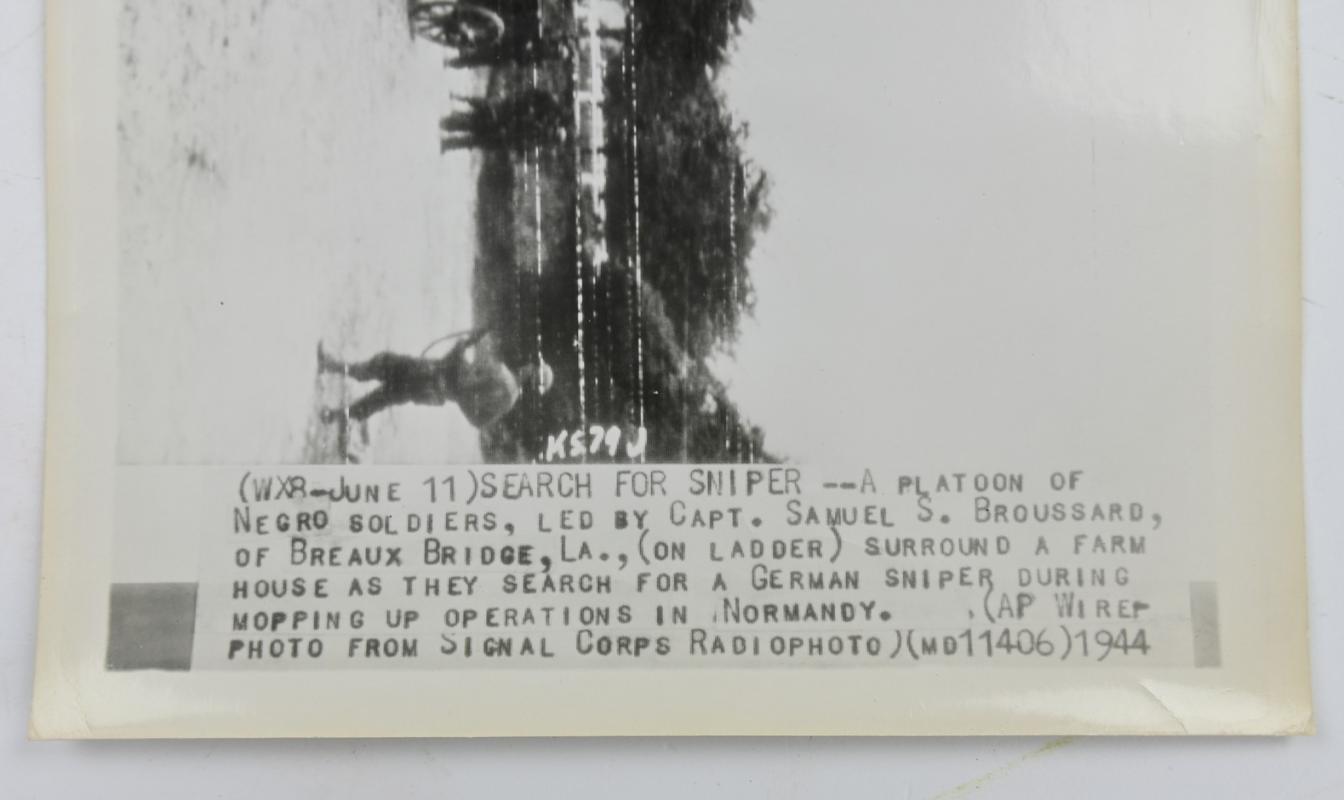 KS79J
(WX8-JUNE 11)SEARCH FOR SNIPER --A PLATOON OF
NEGRO SOLDIERS, LED BY CAPT. SAMUEL S. BROUSSARD,
OF BREAUX BRIDGE,LA.,(ON LADDER) SURROUND A FARM
HOUSE AS THEY SEARCH FOR A GERMAN SNIPER DURING
MOPPING UP OPERATIONS IN NORMANDY. .(AP WIREP
PHOTO FROM SIGNAL CORPS RADIOPHOTO)(MD11406)1944